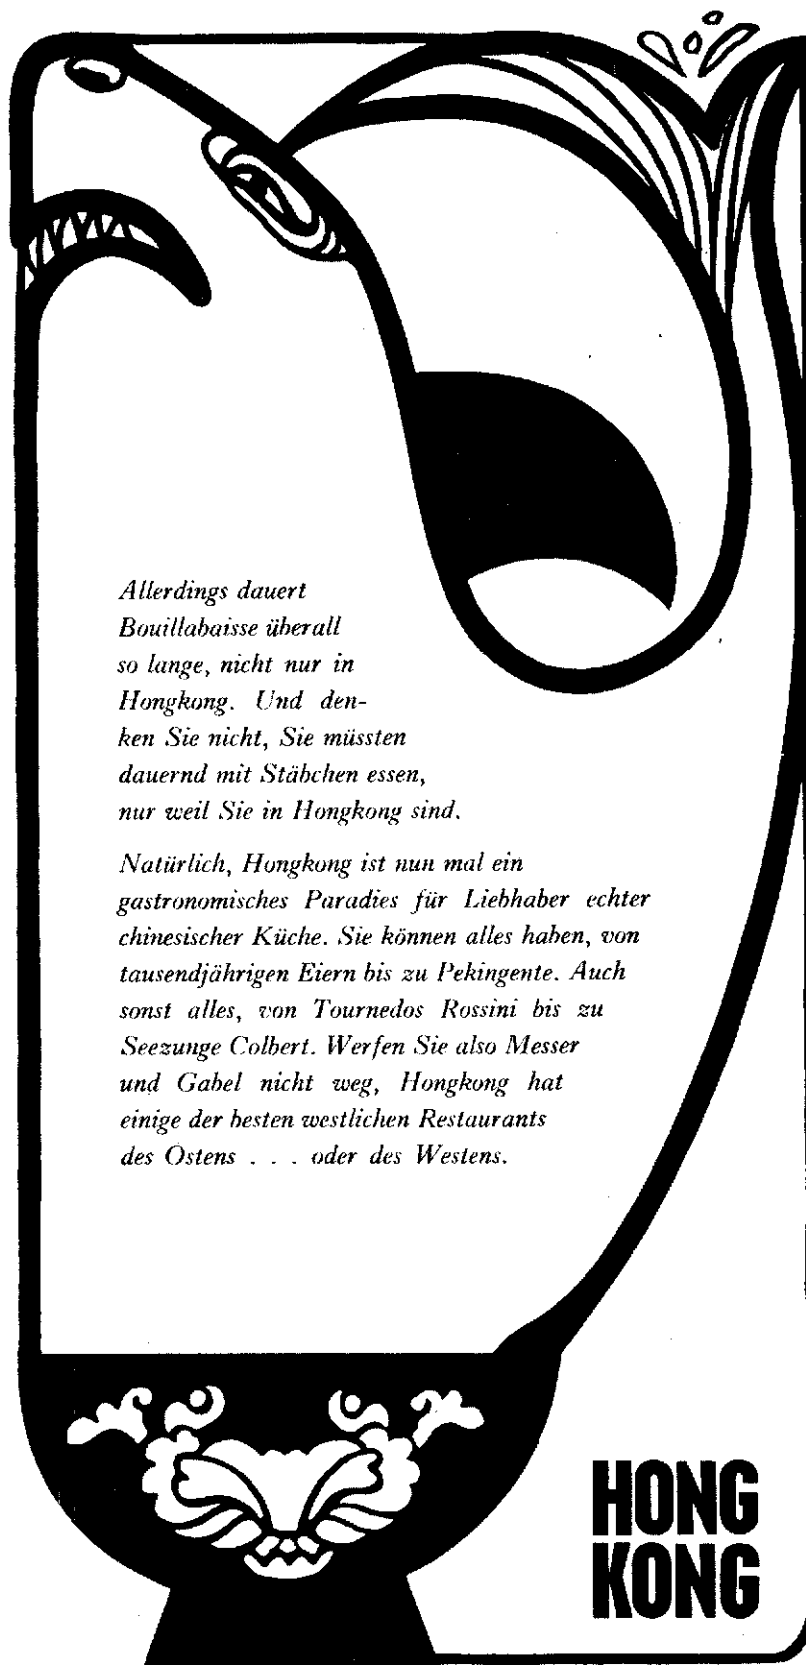 Allerdings dauert
Bouillabaisse überall
so lange, nicht nur in
Hongkong. Und den-
ken Sie nicht, Sie müssten
dauernd mit Stäbchen essen,
nur weil Sie in Hongkong sind.
Natürlich, Hongkong ist nun mal ein
gastronomisches Paradies für Liebhaber echter
chinesischer Küche. Sie können alles haben, von
tausendjährigen Eiern bis zu Pekingente. Auch
sonst alles, von Tournedos Rossini bis zu
Seezunge Colbert. Werfen Sie also Messer
und Gabel nicht weg, Hongkong hat
einige der besten westlichen Restaurants
des Ostens . . . oder des Westens.
HONG
KONG